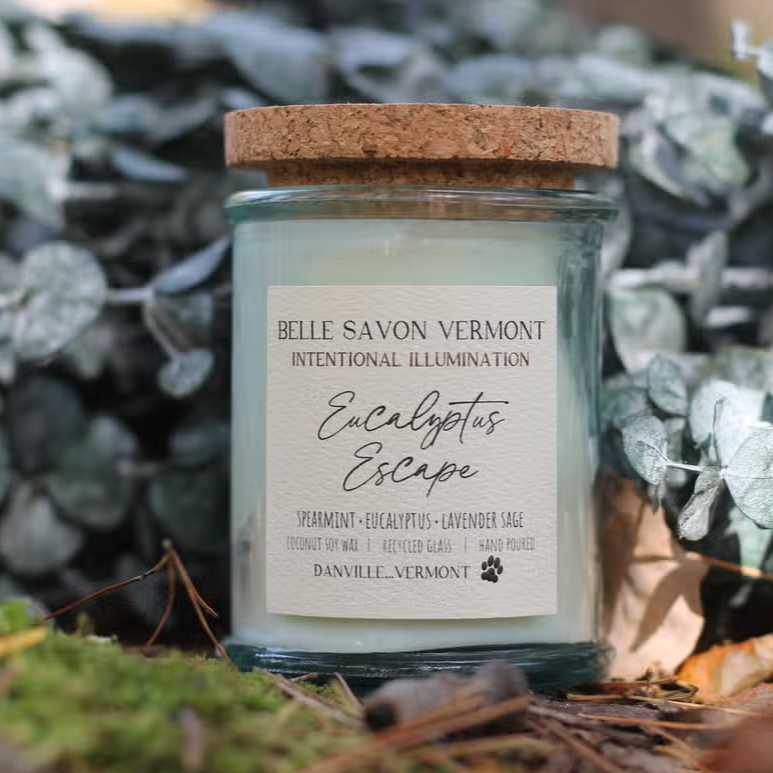 BELLE SAVON VERMONT
INTENTIONAL ILLUMINATION
Eucalyptus
Escape
SPEARMINT · EUCALYPTUS · LAVENDER SAGE
COCONUT SOY WAX | RECYCLED GLASS | HAND POURED
DANVILLE...VERMONT